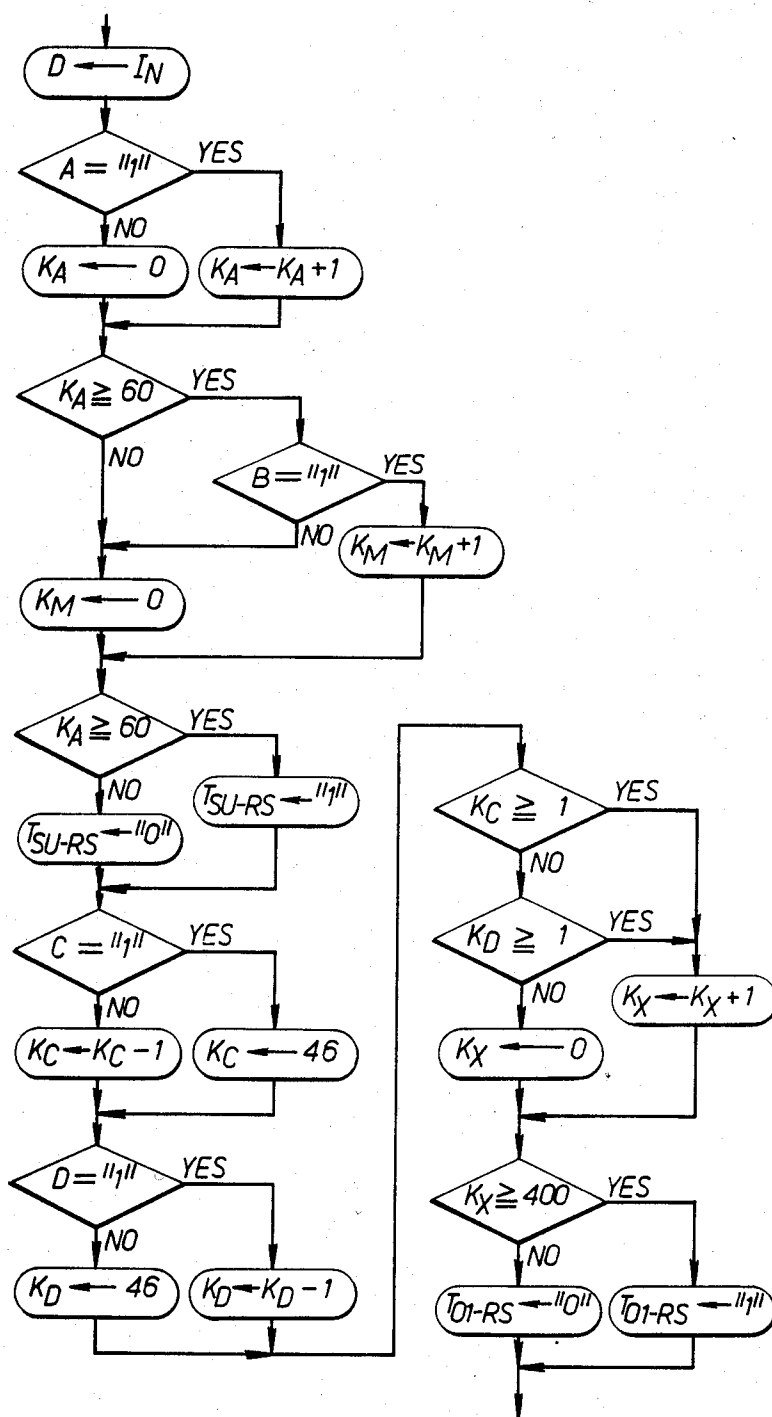 D ← I_N
A = "1"
YES
NO
K_A ← 0
K_A ← K_A + 1
K_A ≧ 60
YES
NO
B = "1"
YES
NO
K_M ← K_M + 1
K_M ← 0
K_A ≧ 60
YES
NO
T_SU-RS ← "1"
T_SU-RS ← "0"
C = "1"
YES
NO
K_C ← K_C - 1
K_C ← 46
D = "1"
YES
NO
K_D ← 46
K_D ← K_D - 1
K_C ≧ 1
YES
NO
K_D ≧ 1
YES
NO
K_X ← K_X + 1
K_X ← 0
K_X ≧ 400
YES
NO
T_01-RS ← "0"
T_01-RS ← "1"